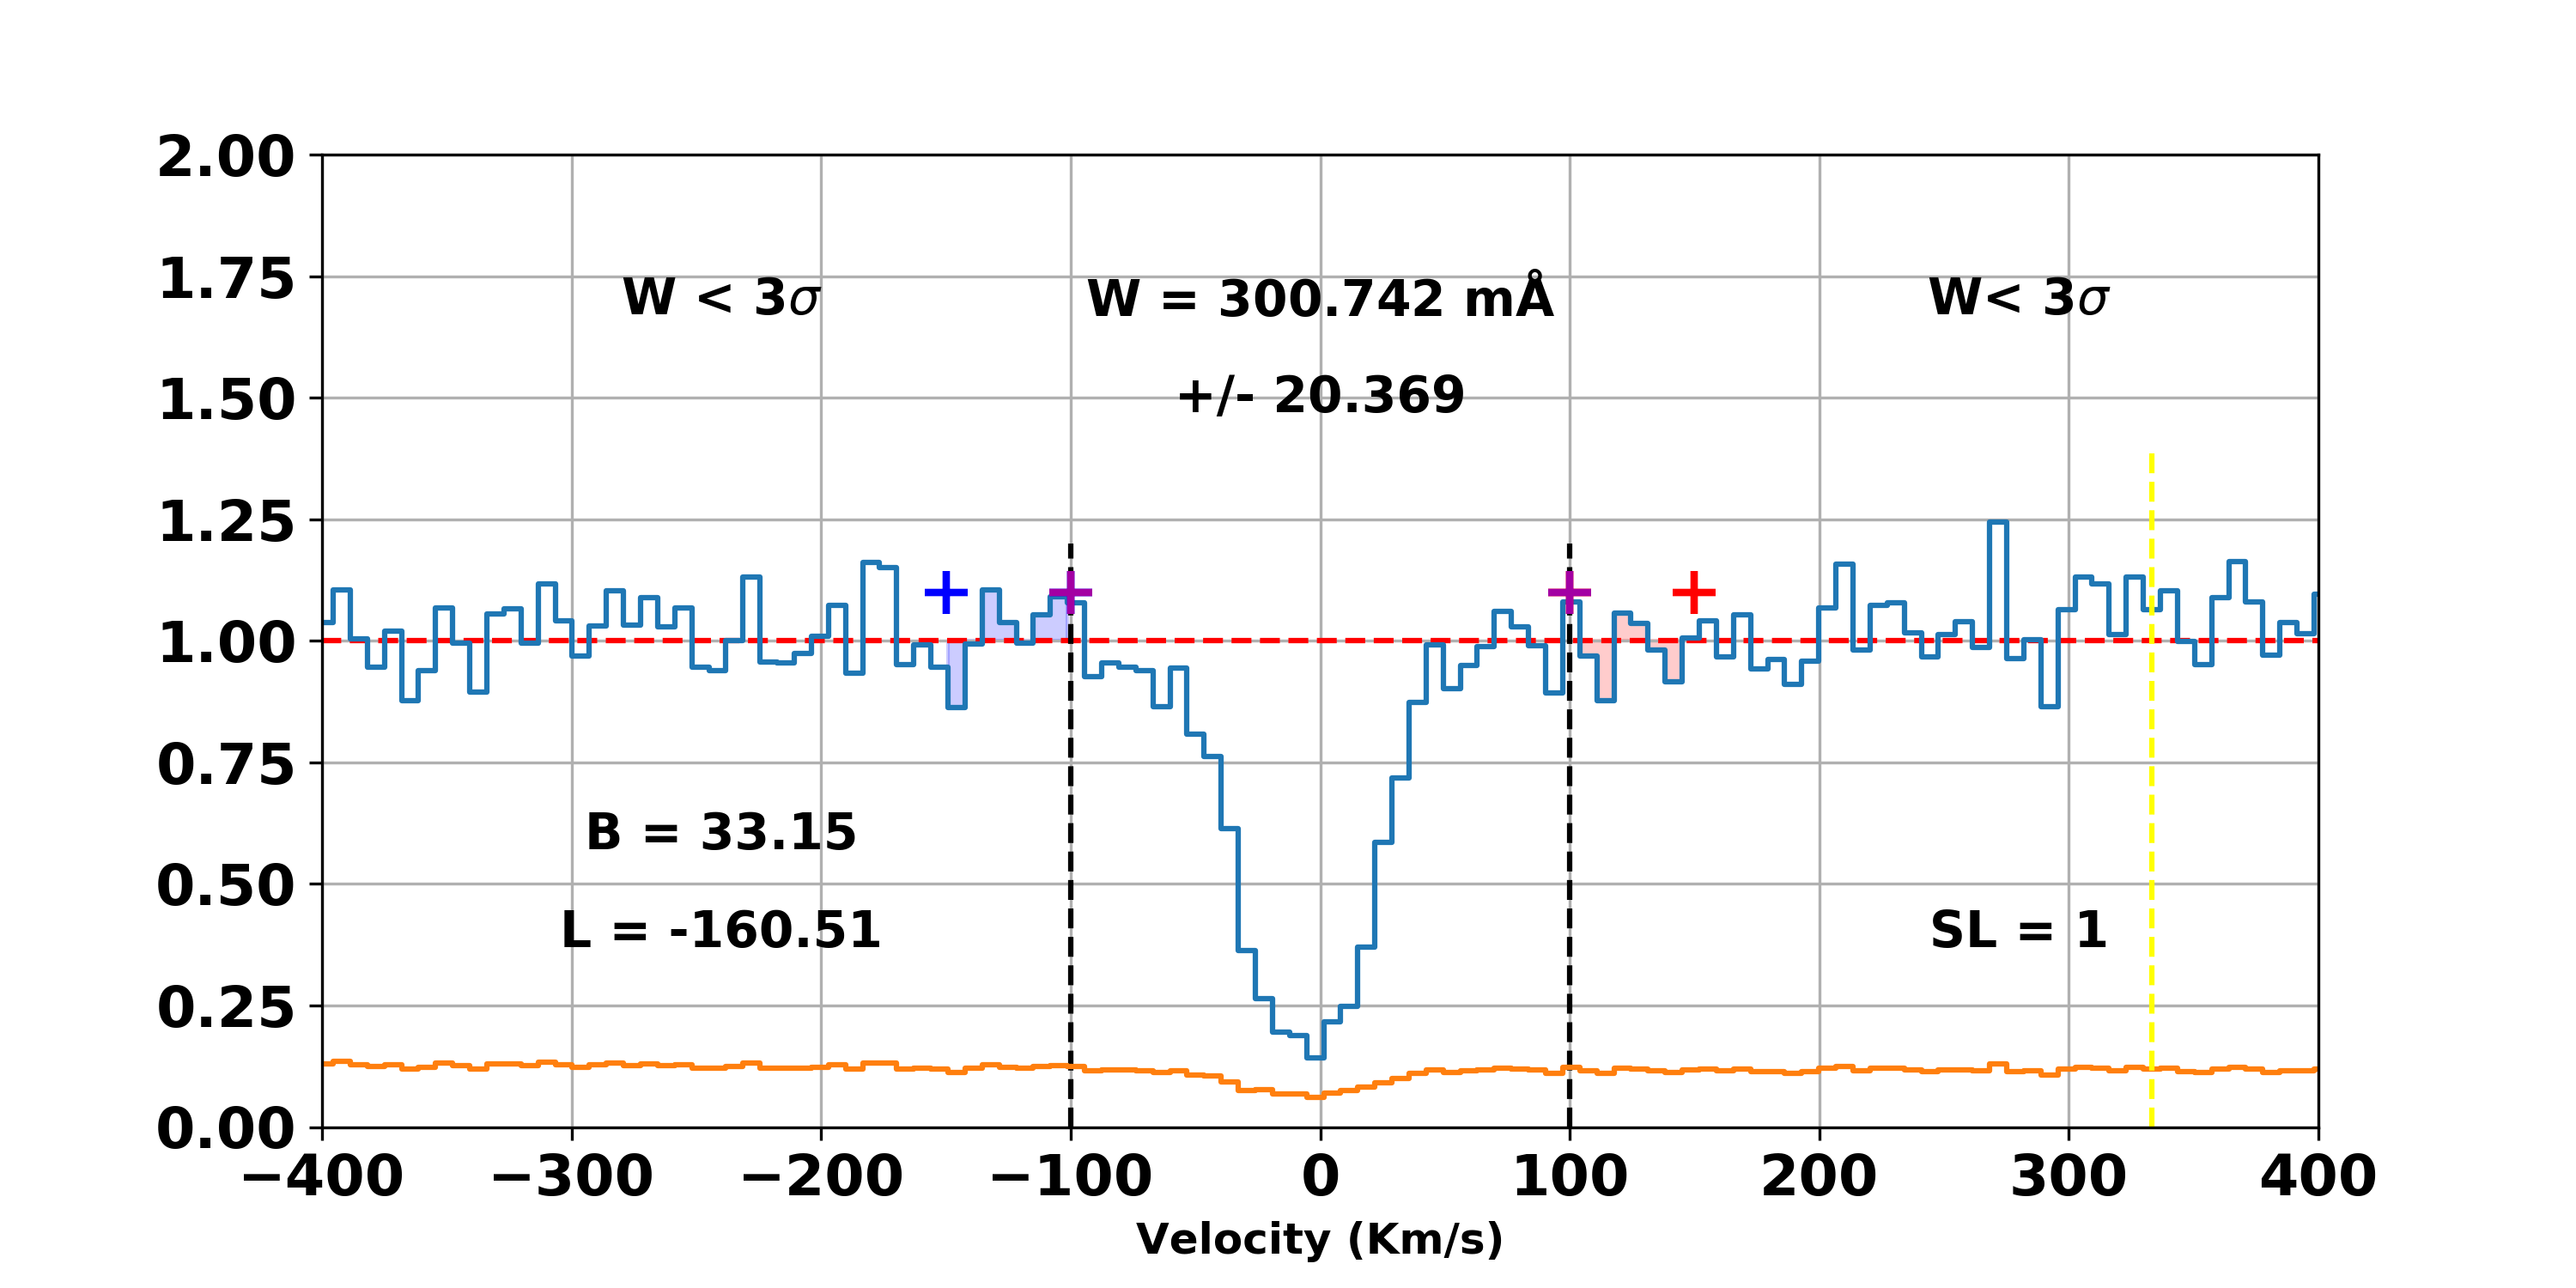 2.00
1.75
W < 3σ
W = 300.742 mÅ
W< 3σ
1.50
+/- 20.369
1.25
1.00
0.75
B = 33.15
0.50
L = -160.51
SL = 1
0.25
0.00
−400 −300 −200 −100 0 100 200 300 400
Velocity (Km/s)